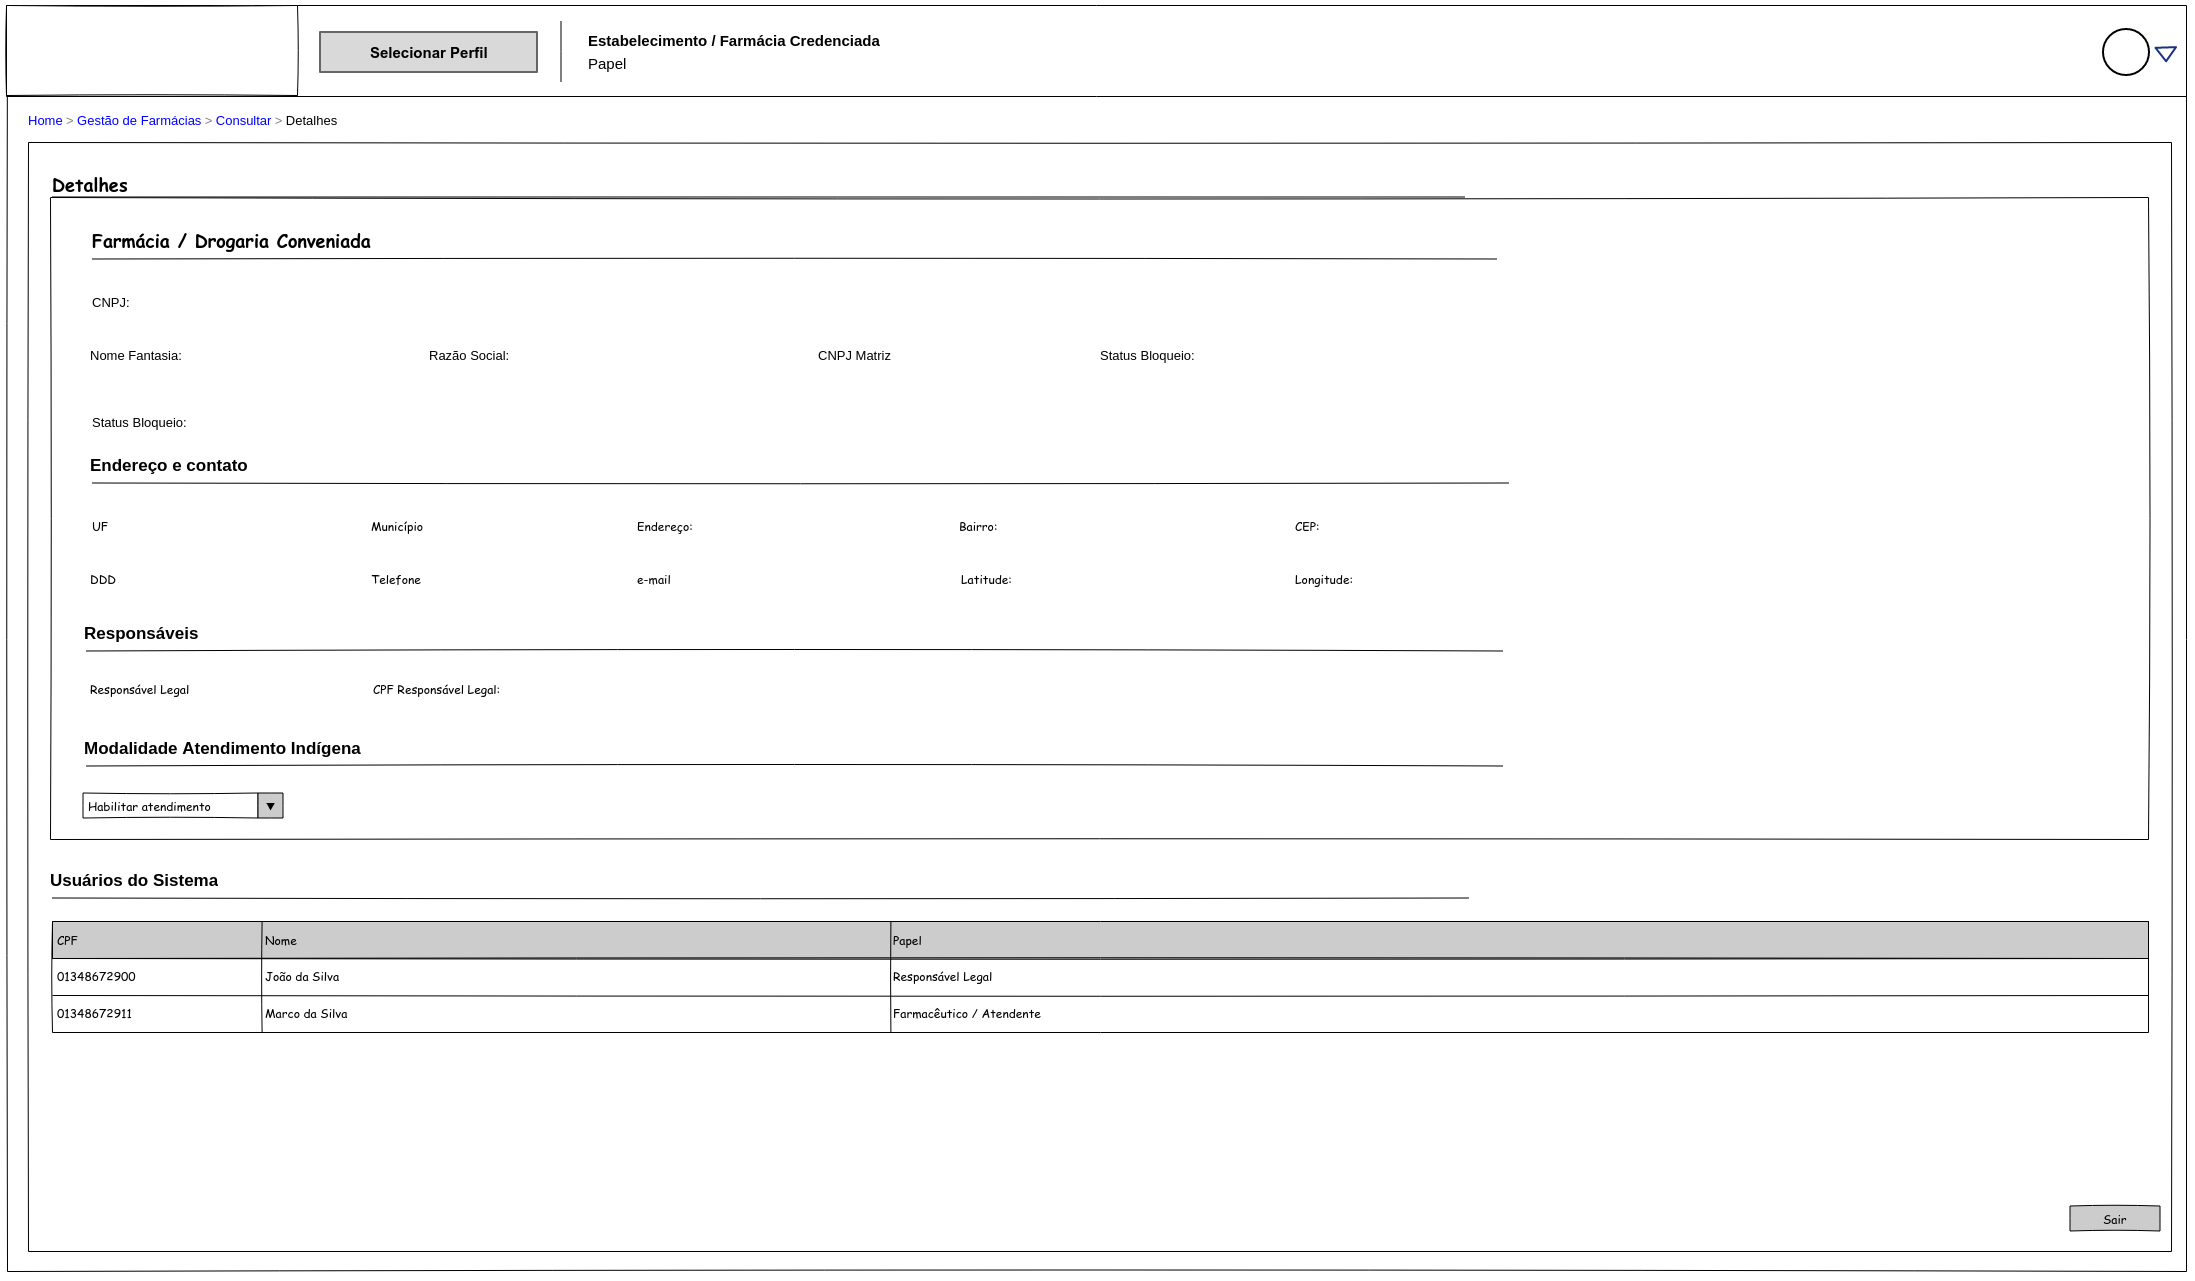 Selecionar Perfil
Estabelecimento / Farmácia Credenciada
Papel
Home > Gestão de Farmácias > Consultar > Detalhes
Detalhes
Farmácia / Drogaria Conveniada
CNPJ:
Nome Fantasia: Razão Social: CNPJ Matriz Status Bloqueio:
Status Bloqueio:
Endereço e contato
UF Município Endereço: Bairro: CEP:
DDD Telefone e-mail Latitude: Longitude:
Responsáveis
Responsável Legal CPF Responsável Legal:
Modalidade Atendimento Indígena
Habilitar atendimento
Usuários do Sistema
CPF Nome Papel
01348672900 João da Silva Responsável Legal
01348672911 Marco da Silva Farmacêutico / Atendente
Sair